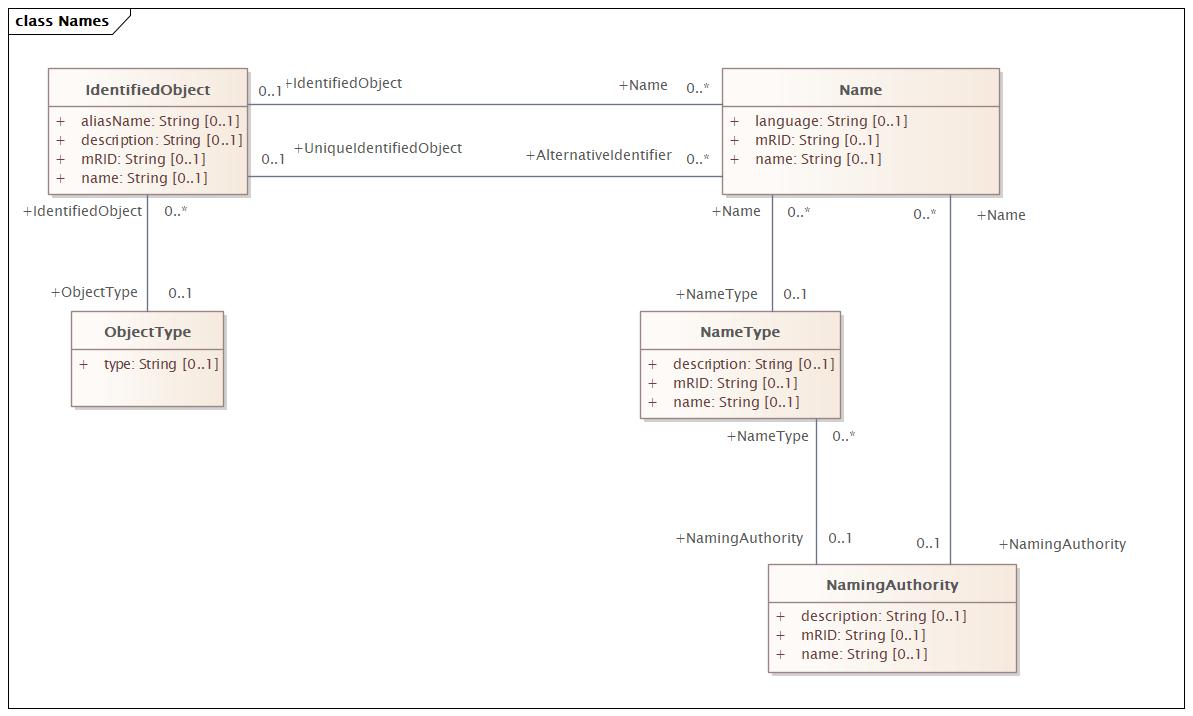 class Names
IdentifiedObject
+ aliasName: String [0..1]
+ description: String [0..1]
+ mRID: String [0..1]
+ name: String [0..1]
0..1 +IdentifiedObject
+Name 0..*
0..1 +UniqueIdentifiedObject
+AlternativeIdentifier 0..*
Name
+ language: String [0..1]
+ mRID: String [0..1]
+ name: String [0..1]
+IdentifiedObject 0..*
+ObjectType 0..1
ObjectType
+ type: String [0..1]
+Name 0..*
0..* +Name
+NameType 0..1
NameType
+ description: String [0..1]
+ mRID: String [0..1]
+ name: String [0..1]
+NameType 0..*
+NamingAuthority 0..1
0..1 +NamingAuthority
NamingAuthority
+ description: String [0..1]
+ mRID: String [0..1]
+ name: String [0..1]